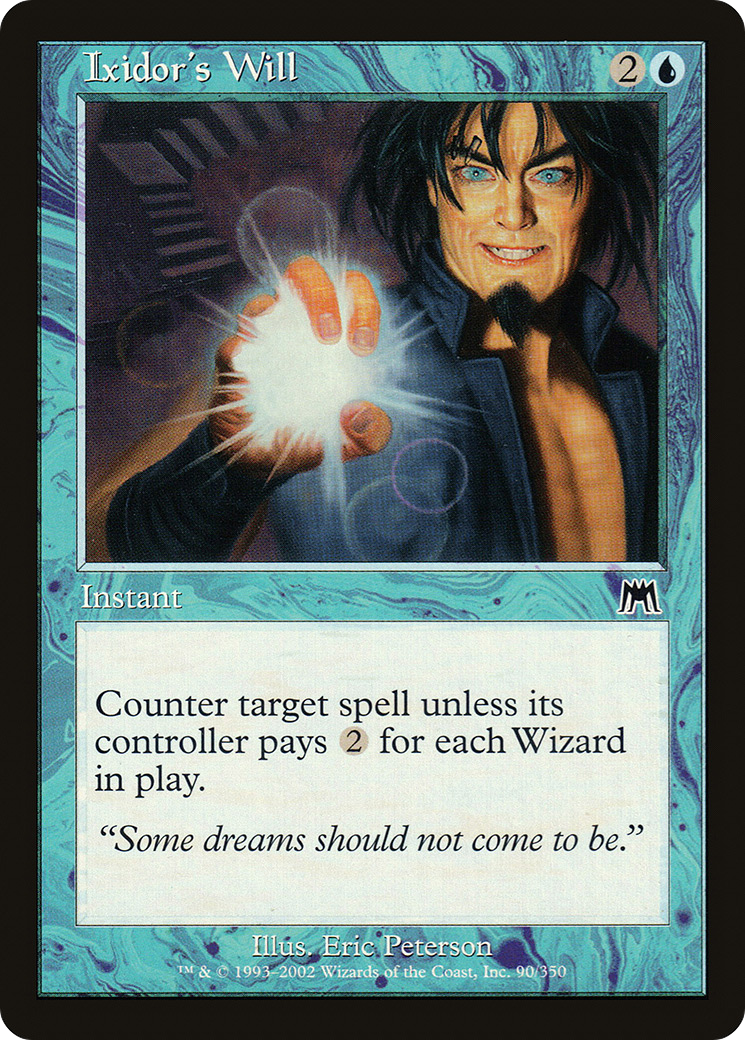 Ixidor's Will 2
Instant
Counter target spell unless its
controller pays 2 for each Wizard
in play.
“Some dreams should not come to be.”
Illus. Eric Peterson
™ & © 1993–2002 Wizards of the Coast, Inc. 90/350